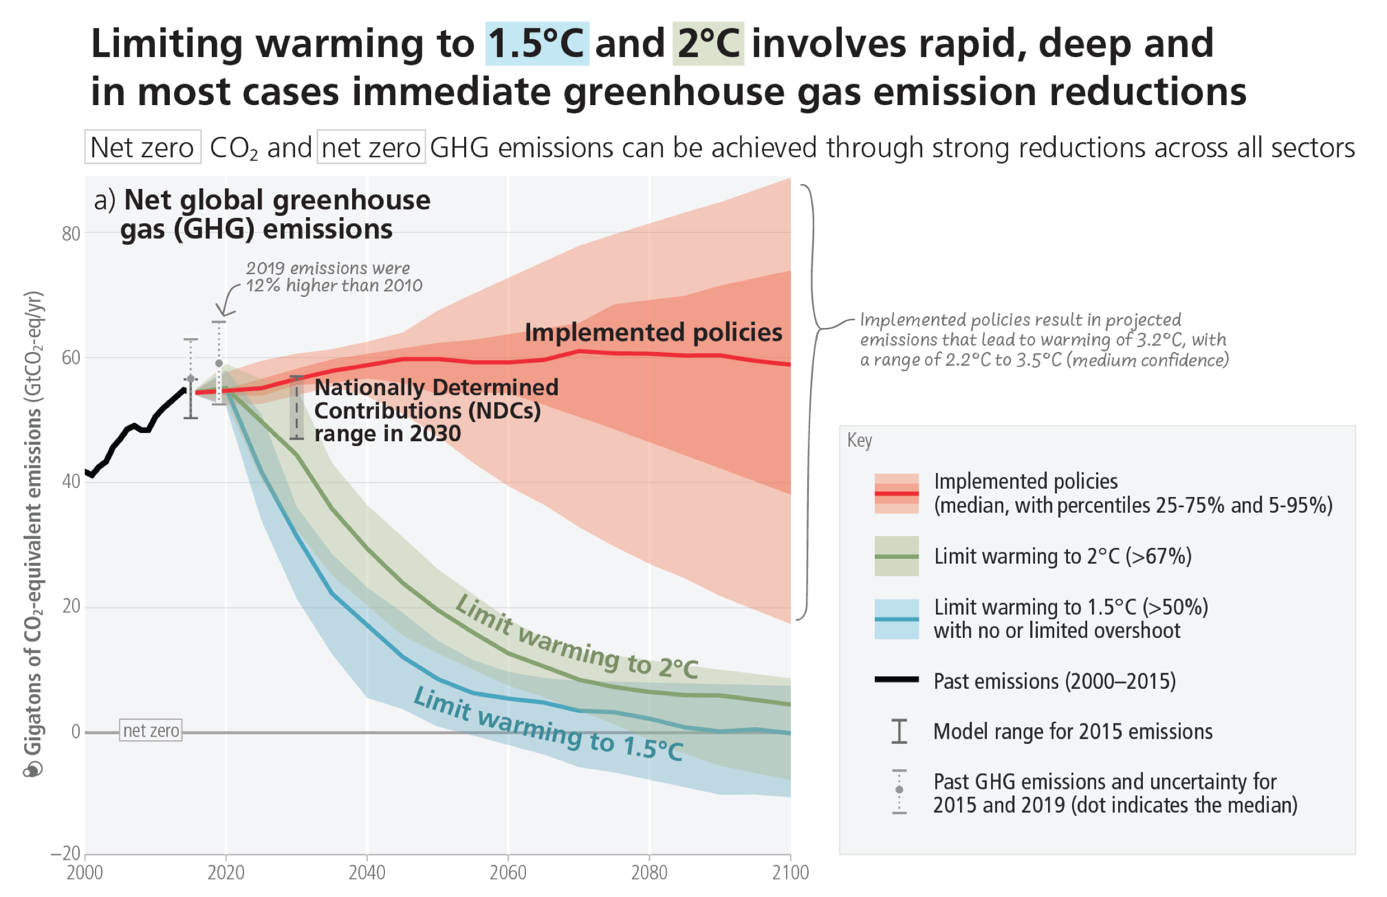 Limiting warming to 1.5°C and 2°C involves rapid, deep and
in most cases immediate greenhouse gas emission reductions
Net zero CO₂ and net zero GHG emissions can be achieved through strong reductions across all sectors
a) Net global greenhouse
gas (GHG) emissions
2019 emissions were
12% higher than 2010
Gigatons of CO₂-equivalent emissions (GtCO₂-eq/yr)
80
60
40
20
0
−20
2000
2020
2040
2060
2080
2100
net zero
Implemented policies
Nationally Determined
Contributions (NDCs)
range in 2030
Limit warming to 2°C
Limit warming to 1.5°C
Implemented policies result in projected
emissions that lead to warming of 3.2°C, with
a range of 2.2°C to 3.5°C (medium confidence)
Key
Implemented policies
(median, with percentiles 25-75% and 5-95%)
Limit warming to 2°C (>67%)
Limit warming to 1.5°C (>50%)
with no or limited overshoot
Past emissions (2000–2015)
Model range for 2015 emissions
Past GHG emissions and uncertainty for
2015 and 2019 (dot indicates the median)